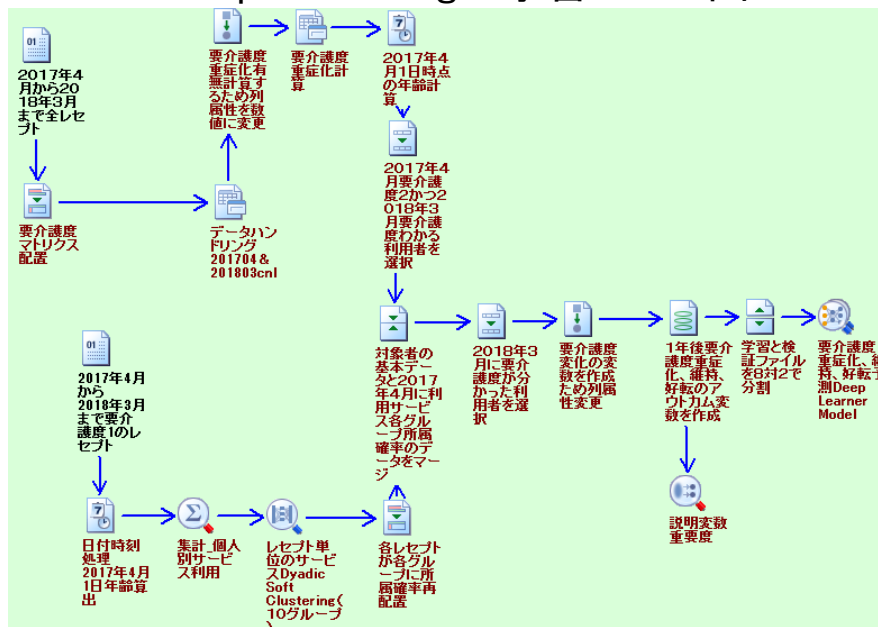 2017年4
月から20
18年3月
まで全レセ
プト
要介護度
重症化有
無計算す
るため列
属性を数
値に変更
要介護度
重症化計
算
2017年4
月1日時点
の年齢計
算
要介護度
マトリクス
配置
データハン
ドリング
201704&
201803cnl
2017年4
月要介護
度2かつ2
018年3
月要介護
度わかる
利用者を
選択
対象者の
基本デー
タと2017
年4月に利
用サービ
ス各グル
ープ所属
確率のデ
ータをマー
ジ
2018年3
月に要介
護度が分
かった利
用者を選
択
要介護度
変化の変
数を作成
ため列属
性変更
1年後要介
護度重症
化、維持、
好転のア
ウトカム変
数を作成
学習と検
証ファイル
を8対2で
分割
要介護度
重症化、維
持、好転予
測Deep
Learner
Model
説明変数
重要度
2017年4月
から
2018年3月
まで要介
護度1のレ
セプト
日付時刻
処理
2017年4月
1日年齢算
出
集計_個人
別サービ
ス利用
レセプト単
位のサービ
スDyadic
Soft
Clustering(
10グループ
)
各レセプト
が各グル
ープに所
属確率再
配置